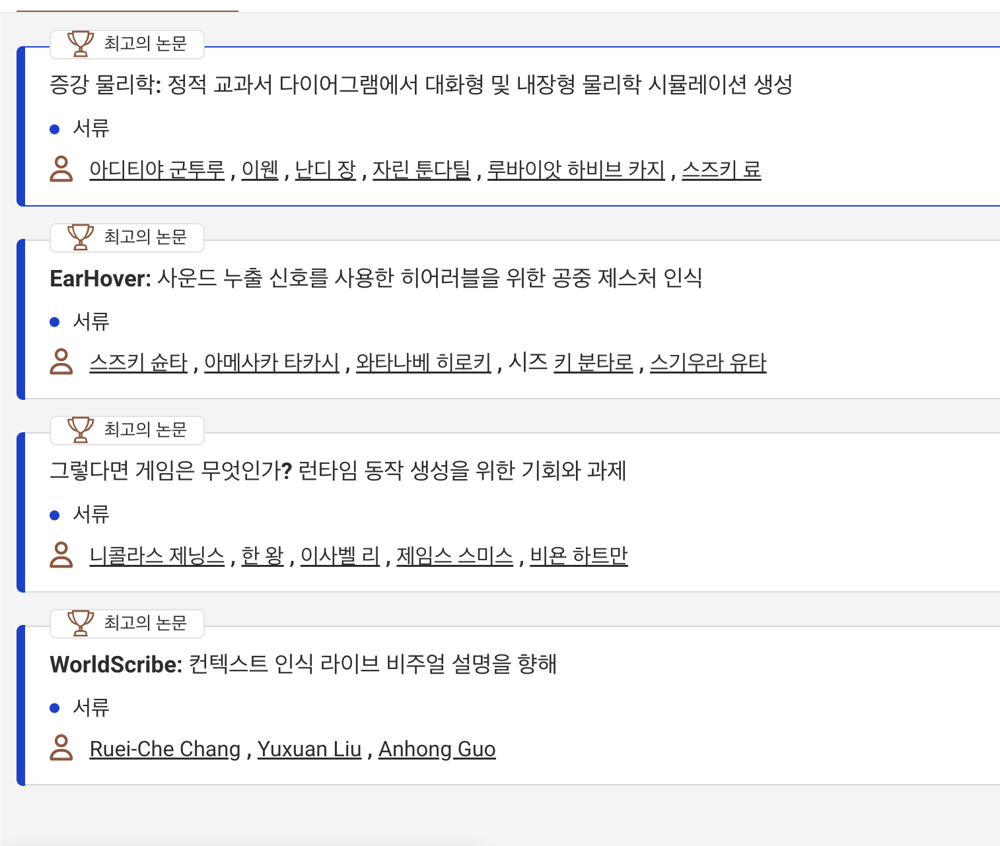 최고의 논문
증강 물리학: 정적 교과서 다이어그램에서 대화형 및 내장형 물리학 시뮬레이션 생성
서류
아디티야 군투루 , 이웬 , 난디 장 , 자린 툰다틸 , 루바이앗 하비브 카지 , 스즈키 료
최고의 논문
EarHover: 사운드 누출 신호를 사용한 히어러블을 위한 공중 제스처 인식
서류
스즈키 슌타 , 아메사카 타카시 , 와타나베 히로키 , 시즈 키 분타로 , 스기우라 유타
최고의 논문
그렇다면 게임은 무엇인가? 런타임 동작 생성을 위한 기회와 과제
서류
니콜라스 제닝스 , 한 왕 , 이사벨 리 , 제임스 스미스 , 비욘 하트만
최고의 논문
WorldScribe: 컨텍스트 인식 라이브 비주얼 설명을 향해
서류
Ruei-Che Chang , Yuxuan Liu , Anhong Guo